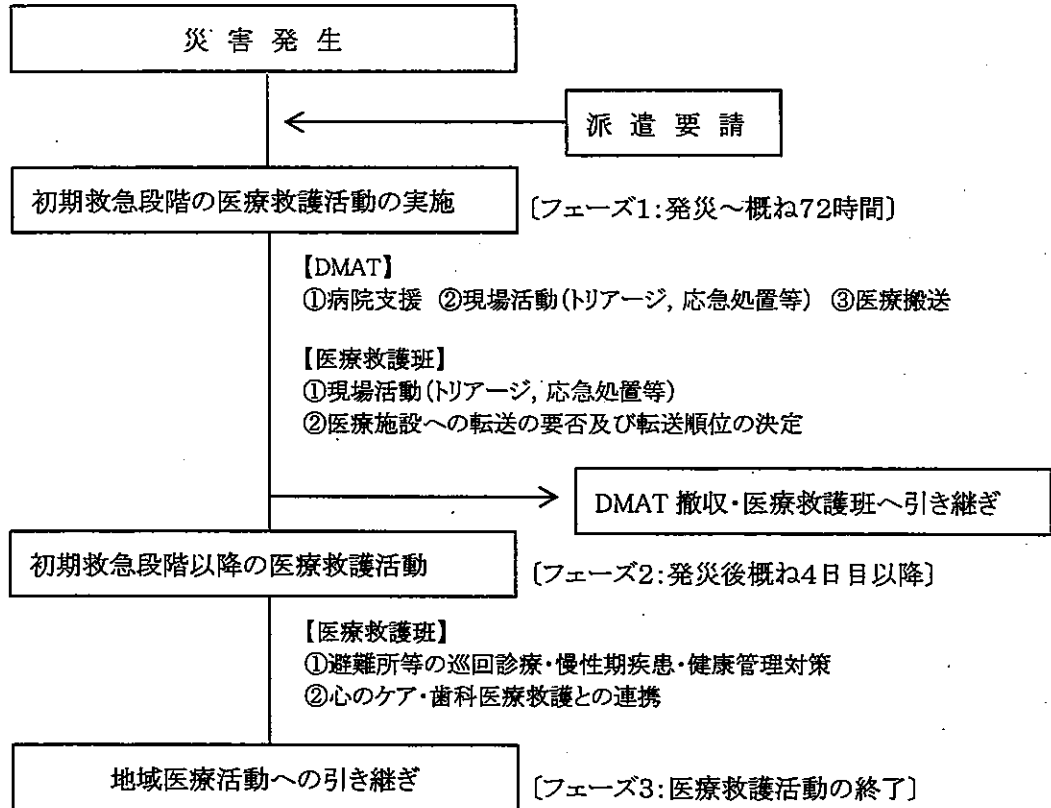 災害発生
派遣要請
初期救急段階の医療救護活動の実施
〔フェーズ1:発災～概ね72時間〕
【DMAT】
①病院支援 ②現場活動(トリアージ, 応急処置等) ③医療搬送
【医療救護班】
①現場活動(トリアージ, 応急処置等)
②医療施設への転送の要否及び転送順位の決定
DMAT 撤収・医療救護班へ引き継ぎ
初期救急段階以降の医療救護活動
〔フェーズ2:発災後概ね4日目以降〕
【医療救護班】
①避難所等の巡回診療・慢性期疾患・健康管理対策
②心のケア・歯科医療救護との連携
地域医療活動への引き継ぎ
〔フェーズ3:医療救護活動の終了〕